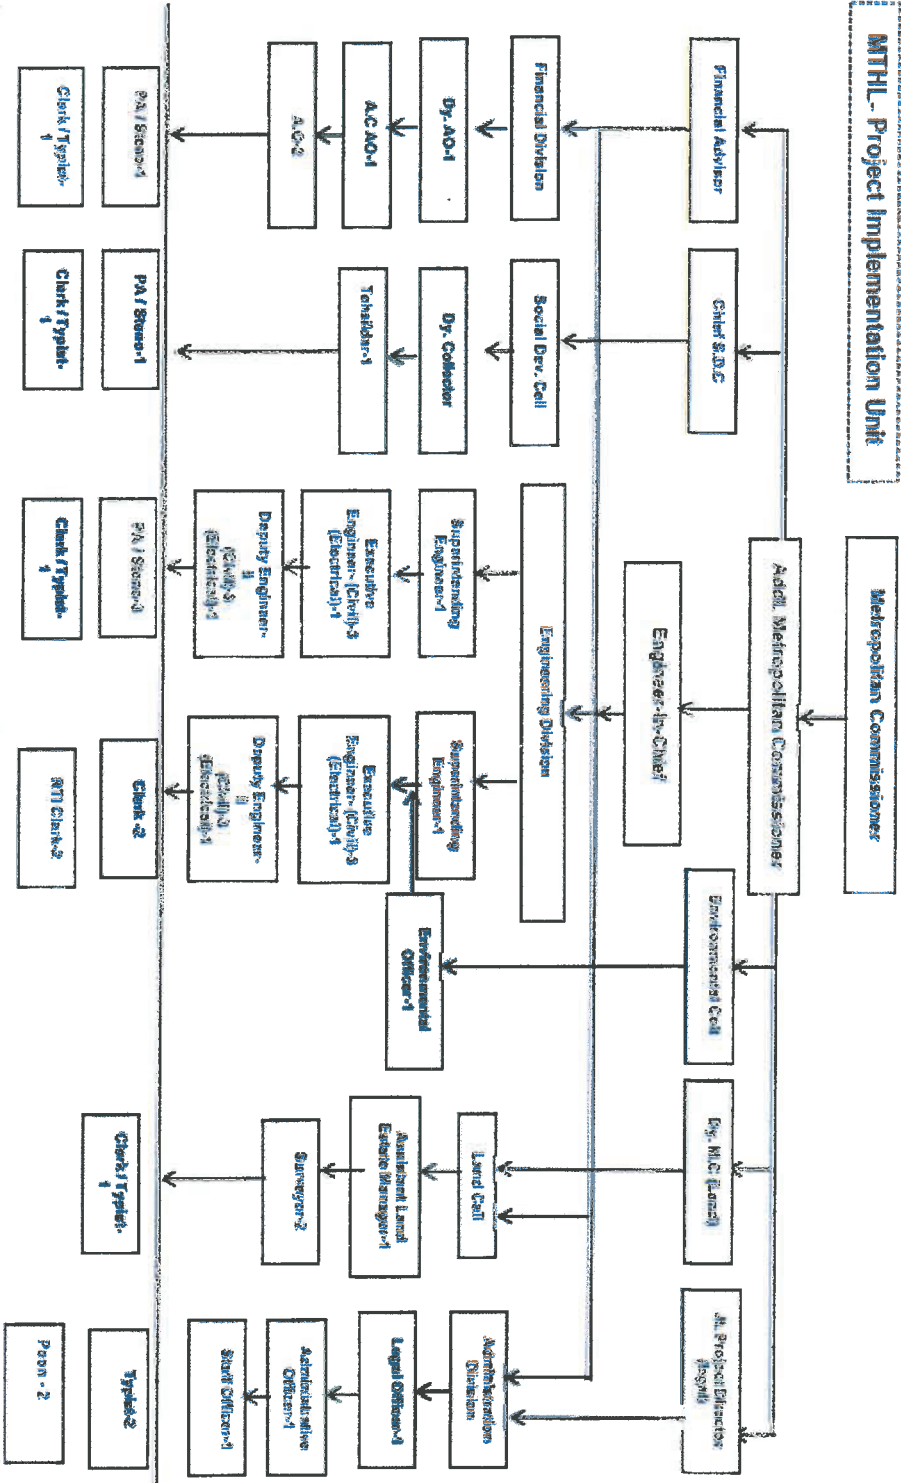 MTHL- Project Implementation Unit
Metropolitan Commissioner
Addl. Metropolitan Commissioner
Financial Advisor
Chief S.D.C
Engineer-in-Chief
Environmental Cell
Dy. M.C. (Land)
Jt. Project Director
Financial Division
Social Dev. Cell
Engineering Division
Land Cell
Administration
Division
Dy. AO-1
Dy. Collector
Superintending
Engineer-1
Superintending
Engineer-1
Environmental
Officer-1
Assistant Land
Estate Manager-1
Legal Officer-1
A.C AO-1
Tehsildar-1
Executive
Engineer- (Civil)-3
(Electrical)-1
Executive
Engineer- (Civil)-3
(Electrical)-1
Surveyor-2
Administrative
Officer-1
A.O-2
Deputy Engineer-
(Electrical)-1
Deputy Engineer-
(Civil)-3
(Electrical)-1
Staff Officer-1
PA / Steno-1
PA / Steno-1
PA / Steno-3
Clerk -2
Clerk / Typist-
1
Typist-2
Clerk / Typist-
1
Clerk / Typist-
1
Clerk / Typist-
1
RTI Clerk-2
Peon - 2